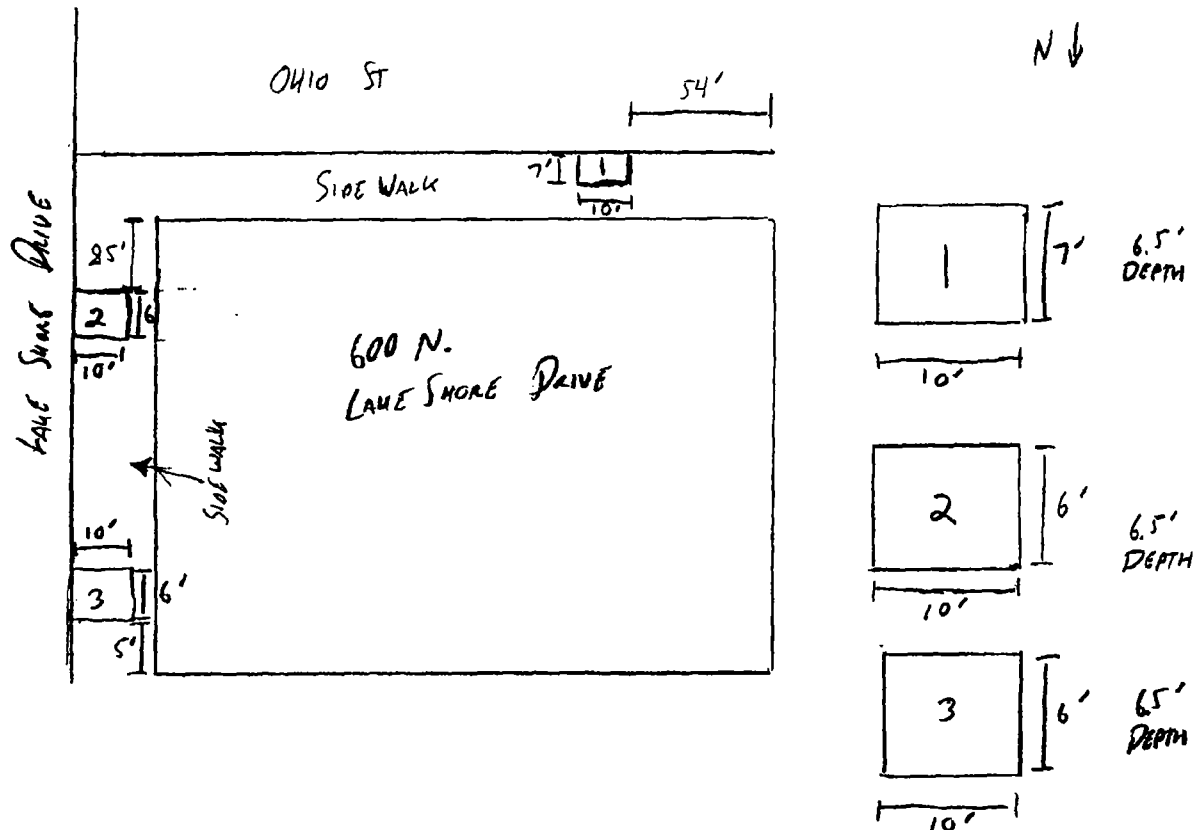 N ↓
OHIO ST
54'
7'
1
10'
SIDE WALK
LAKE SHORE DRIVE
25'
2
6
10'
600 N.
LAKE SHORE DRIVE
SIDE WALK
10'
3
6'
5'
1
7'
6.5'
DEPTH
10'
2
6'
6.5'
DEPTH
10'
3
6'
6.5'
DEPTH
10'